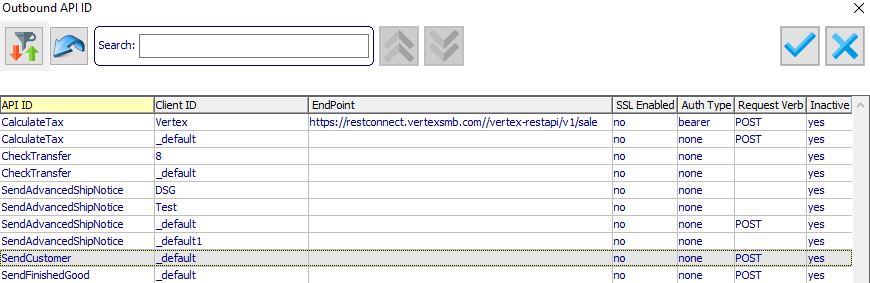 Outbound API ID
Search:
API ID Client ID EndPoint SSL Enabled Auth Type Request Verb Inactive
CalculateTax Vertex https://restconnect.vertexsmb.com//vertex-restapi/v1/sale no bearer POST yes
CalculateTax _default no none POST yes
CheckTransfer 8 no none yes
CheckTransfer _default no none yes
SendAdvancedShipNotice DSG no none yes
SendAdvancedShipNotice Test no none yes
SendAdvancedShipNotice _default no none POST yes
SendAdvancedShipNotice _default1 no none yes
SendCustomer _default no none POST yes
SendFinishedGood _default no none POST yes